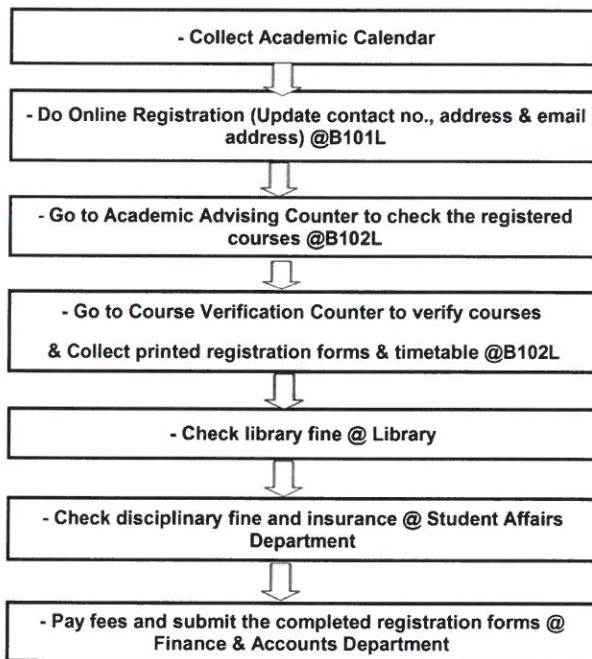 - Collect Academic Calendar
- Do Online Registration (Update contact no., address & email
address) @B101L
- Go to Academic Advising Counter to check the registered
courses @B102L
- Go to Course Verification Counter to verify courses
& Collect printed registration forms & timetable @B102L
- Check library fine @ Library
- Check disciplinary fine and insurance @ Student Affairs
Department
- Pay fees and submit the completed registration forms @
Finance & Accounts Department